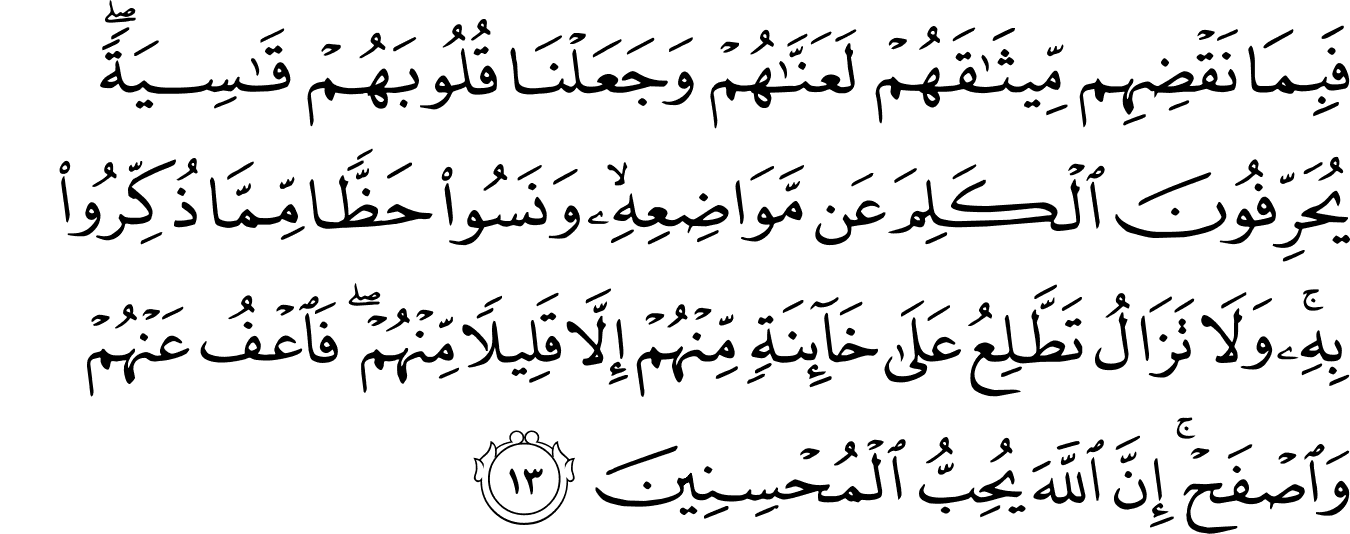 فَبِمَا نَقْضِهِم مِّيثَٰقَهُمْ لَعَنَّٰهُمْ وَجَعَلْنَا قُلُوبَهُمْ قَٰسِيَةًۖ
يُحَرِّفُونَ ٱلْكَلِمَ عَن مَّوَاضِعِهِۦۙ وَنَسُوا۟ حَظًّا مِّمَّا ذُكِّرُوا۟
بِهِۦۚ وَلَا تَزَالُ تَطَّلِعُ عَلَىٰ خَآئِنَةٍ مِّنْهُمْ إِلَّا قَلِيلًا مِّنْهُمْۖ فَٱعْفُ عَنْهُمْ
وَٱصْفَحْۚ إِنَّ ٱللَّهَ يُحِبُّ ٱلْمُحْسِنِينَ ١٣